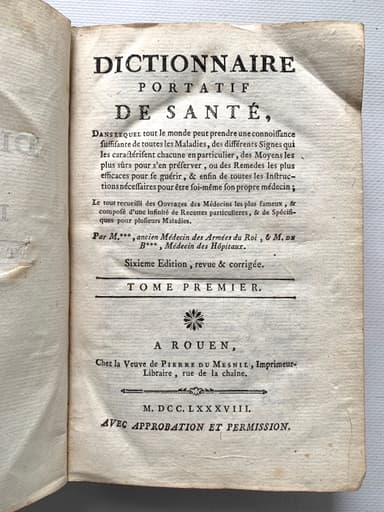 DICTIONNAIRE
PORTATIF
DE SANTÉ,
DANS LEQUEL tout le monde peut prendre une connoissance
suffisante de toutes les Maladies, des différents Signes qui
les caractérisent chacune en particulier, des Moyens les
plus sûrs pour s'en préserver, ou des Remedes les plus
efficaces pour se guérir, & enfin de toutes les Instruc-
tions nécessaires pour être soi-même son propre médecin;
Le tout recueilli des Ouvrages des Médecins les plus fameux, &
composé d'une infinité de Recettes particulieres, & de Spécifi-
ques pour plusieurs Maladies.
Par M.***, ancien Médecin des Armées du Roi, & M. DE
B***, Médecin des Hôpitaux.
Sixieme Edition, revue & corrigée.
TOME PREMIER.
A ROUEN,
Chez la Veuve de PIERRE DU MESNIL, Imprimeur-
Libraire, rue de la chaîne.
M. DCC. LXXXVIII.
AVEC APPROBATION ET PERMISSION.